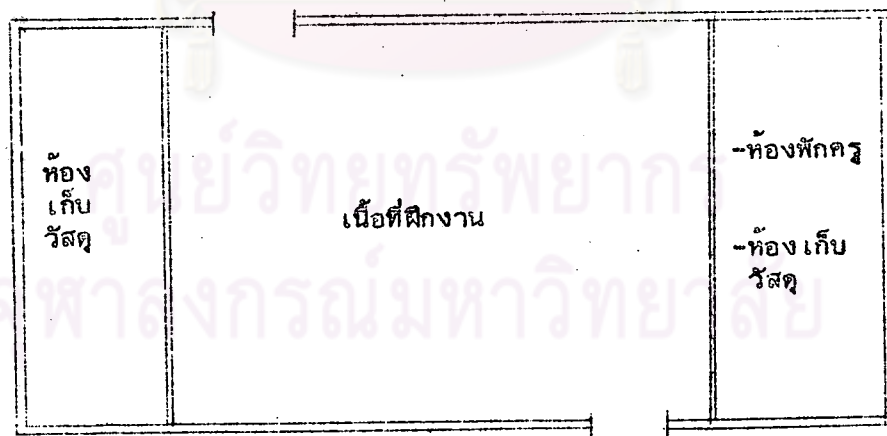 ห้อง
เก็บ
วัสดุ
เนื้อที่ฝึกงาน
-ห้องพักครู
-ห้องเก็บ
วัสดุ
ศูนย์วิทยทรัพยากร
จุฬาลงกรณ์มหาวิทยาลัย